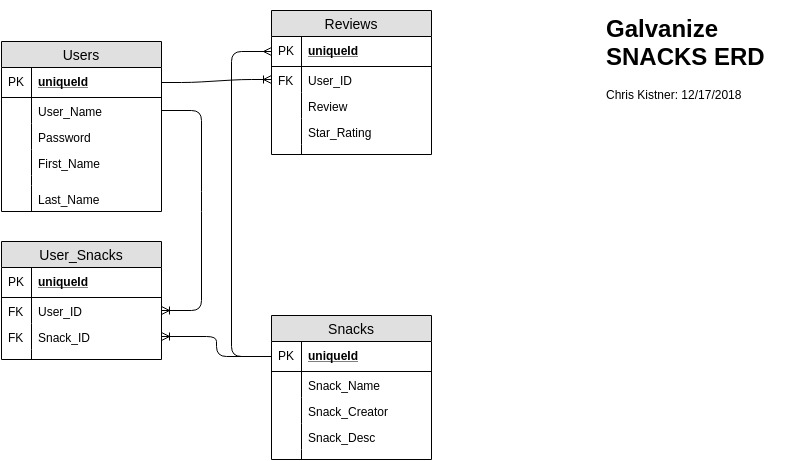 Galvanize
SNACKS ERD
Chris Kistner: 12/17/2018
Users
PK uniqueId
User_Name
Password
First_Name
Last_Name
Reviews
PK uniqueId
FK User_ID
Review
Star_Rating
User_Snacks
PK uniqueId
FK User_ID
FK Snack_ID
Snacks
PK uniqueId
Snack_Name
Snack_Creator
Snack_Desc